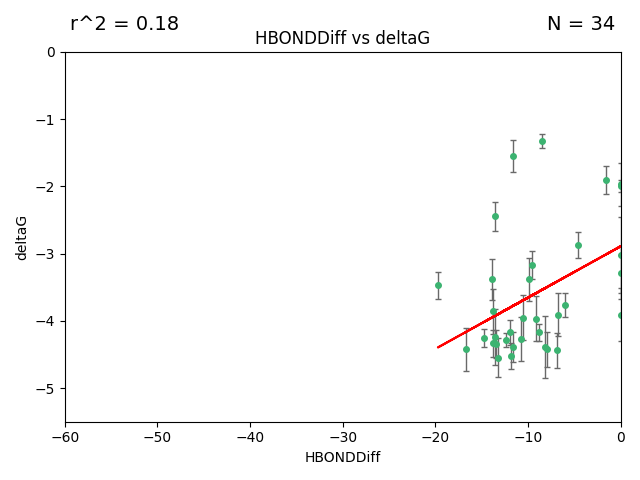 r^2 = 0.18
N = 34
HBONDDiff vs deltaG
0
−1
−2
−3
−4
−5
deltaG
−60
−50
−40
−30
−20
−10
0
HBONDDiff